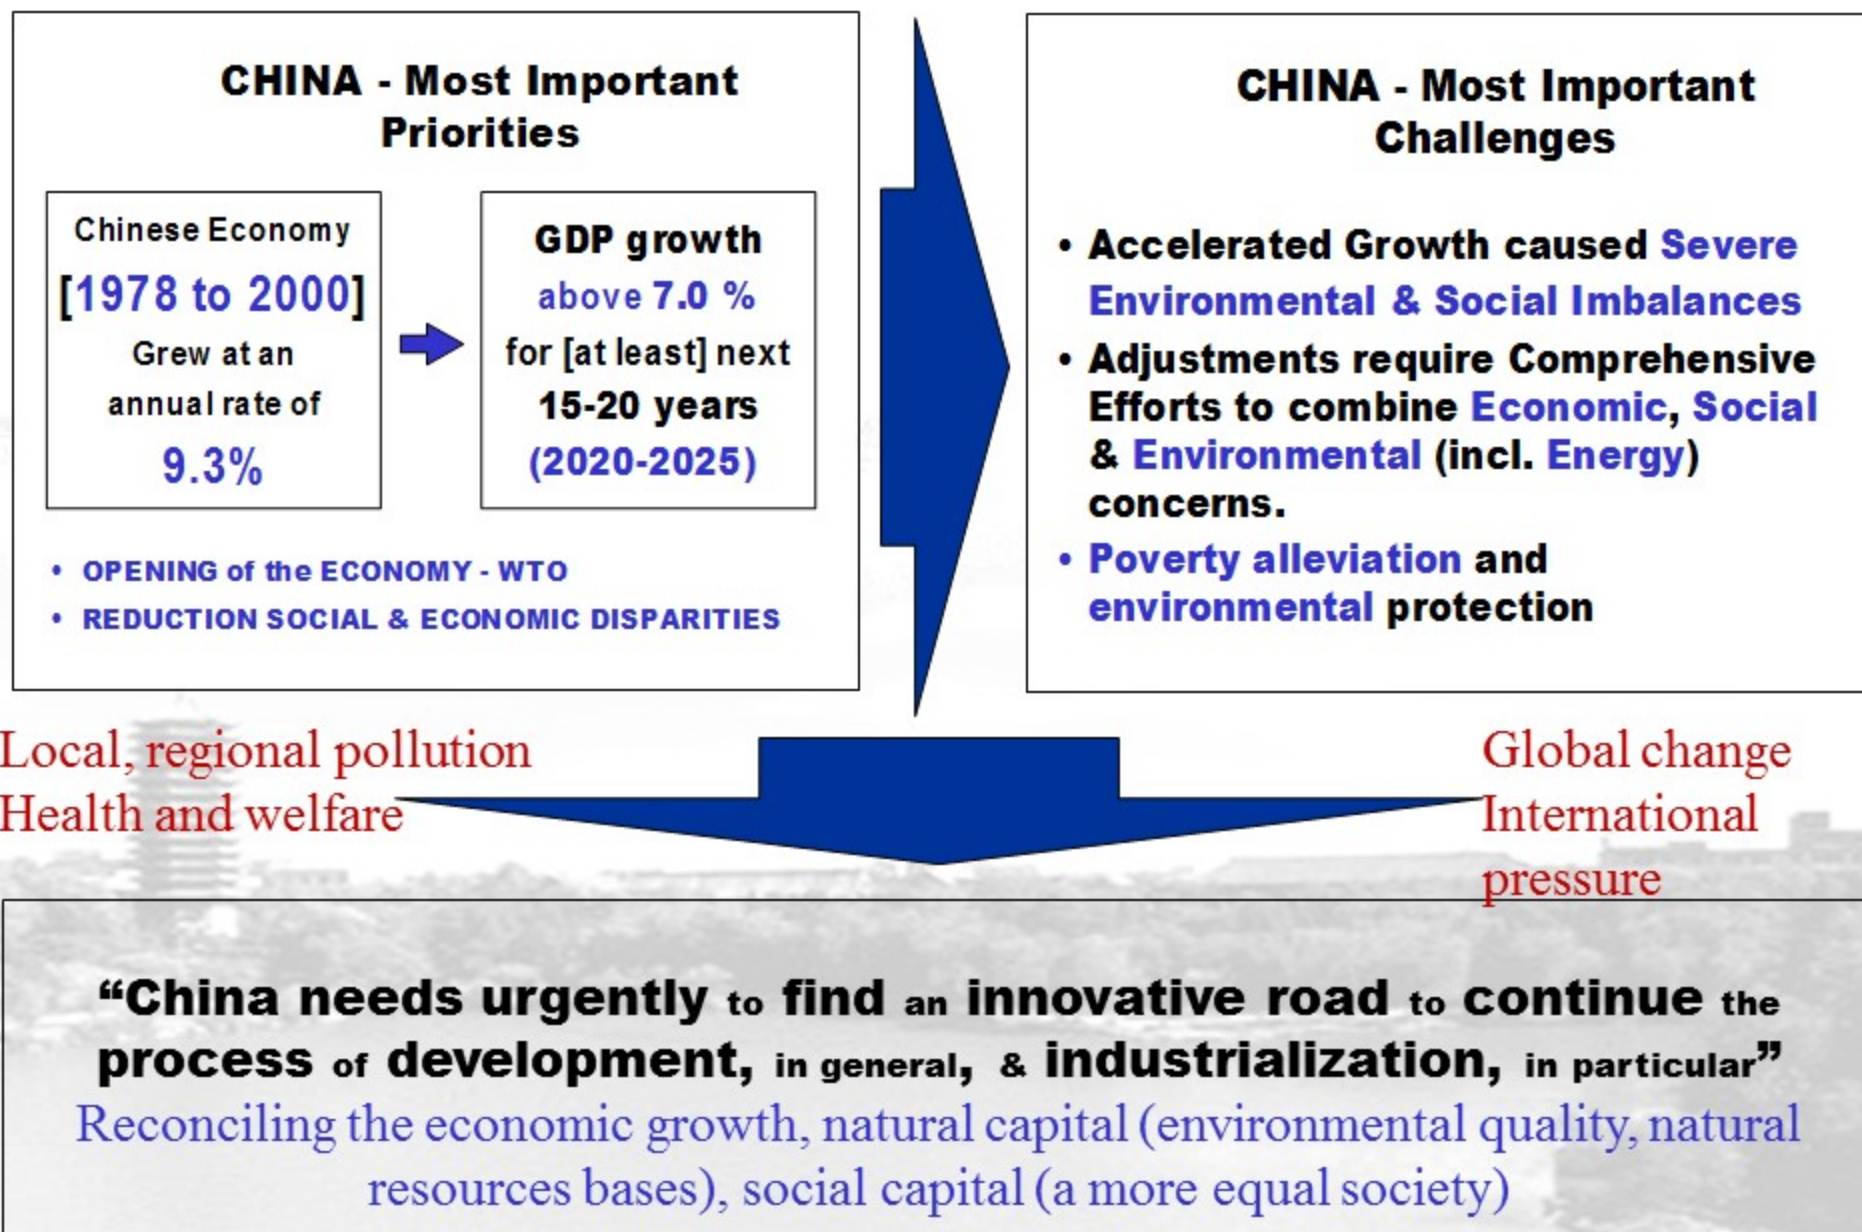 CHINA - Most Important
Priorities
Chinese Economy
[1978 to 2000]
Grew at an
annual rate of
9.3%
GDP growth
above 7.0 %
for [at least] next
15-20 years
(2020-2025)
• OPENING of the ECONOMY - WTO
• REDUCTION SOCIAL & ECONOMIC DISPARITIES
CHINA - Most Important
Challenges
• Accelerated Growth caused Severe
Environmental & Social Imbalances
• Adjustments require Comprehensive
Efforts to combine Economic, Social
& Environmental (incl. Energy)
concerns.
• Poverty alleviation and
environmental protection
Local, regional pollution
Health and welfare
Global change
International
pressure
“China needs urgently to find an innovative road to continue the
process of development, in general, & industrialization, in particular”
Reconciling the economic growth, natural capital (environmental quality, natural
resources bases), social capital (a more equal society)